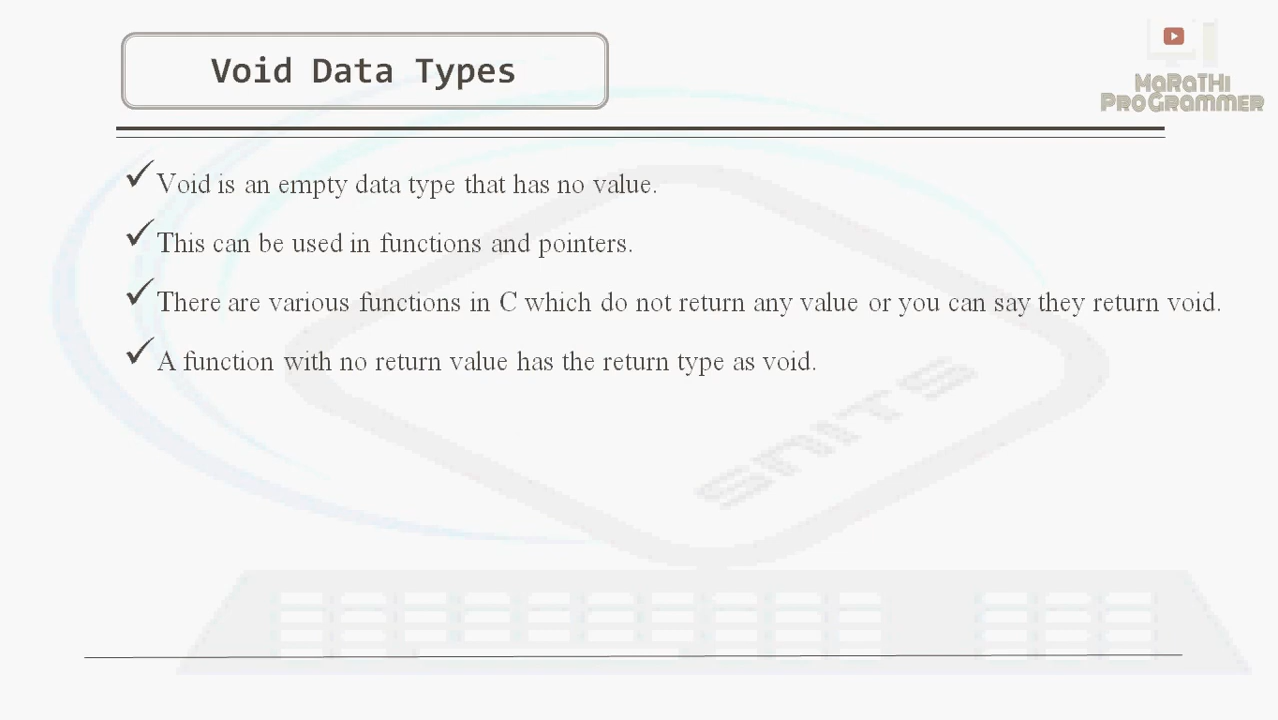 Void Data Types
MaRaTHi
ProGrammer
✓Void is an empty data type that has no value.
✓This can be used in functions and pointers.
✓There are various functions in C which do not return any value or you can say they return void.
✓A function with no return value has the return type as void.
SNITS